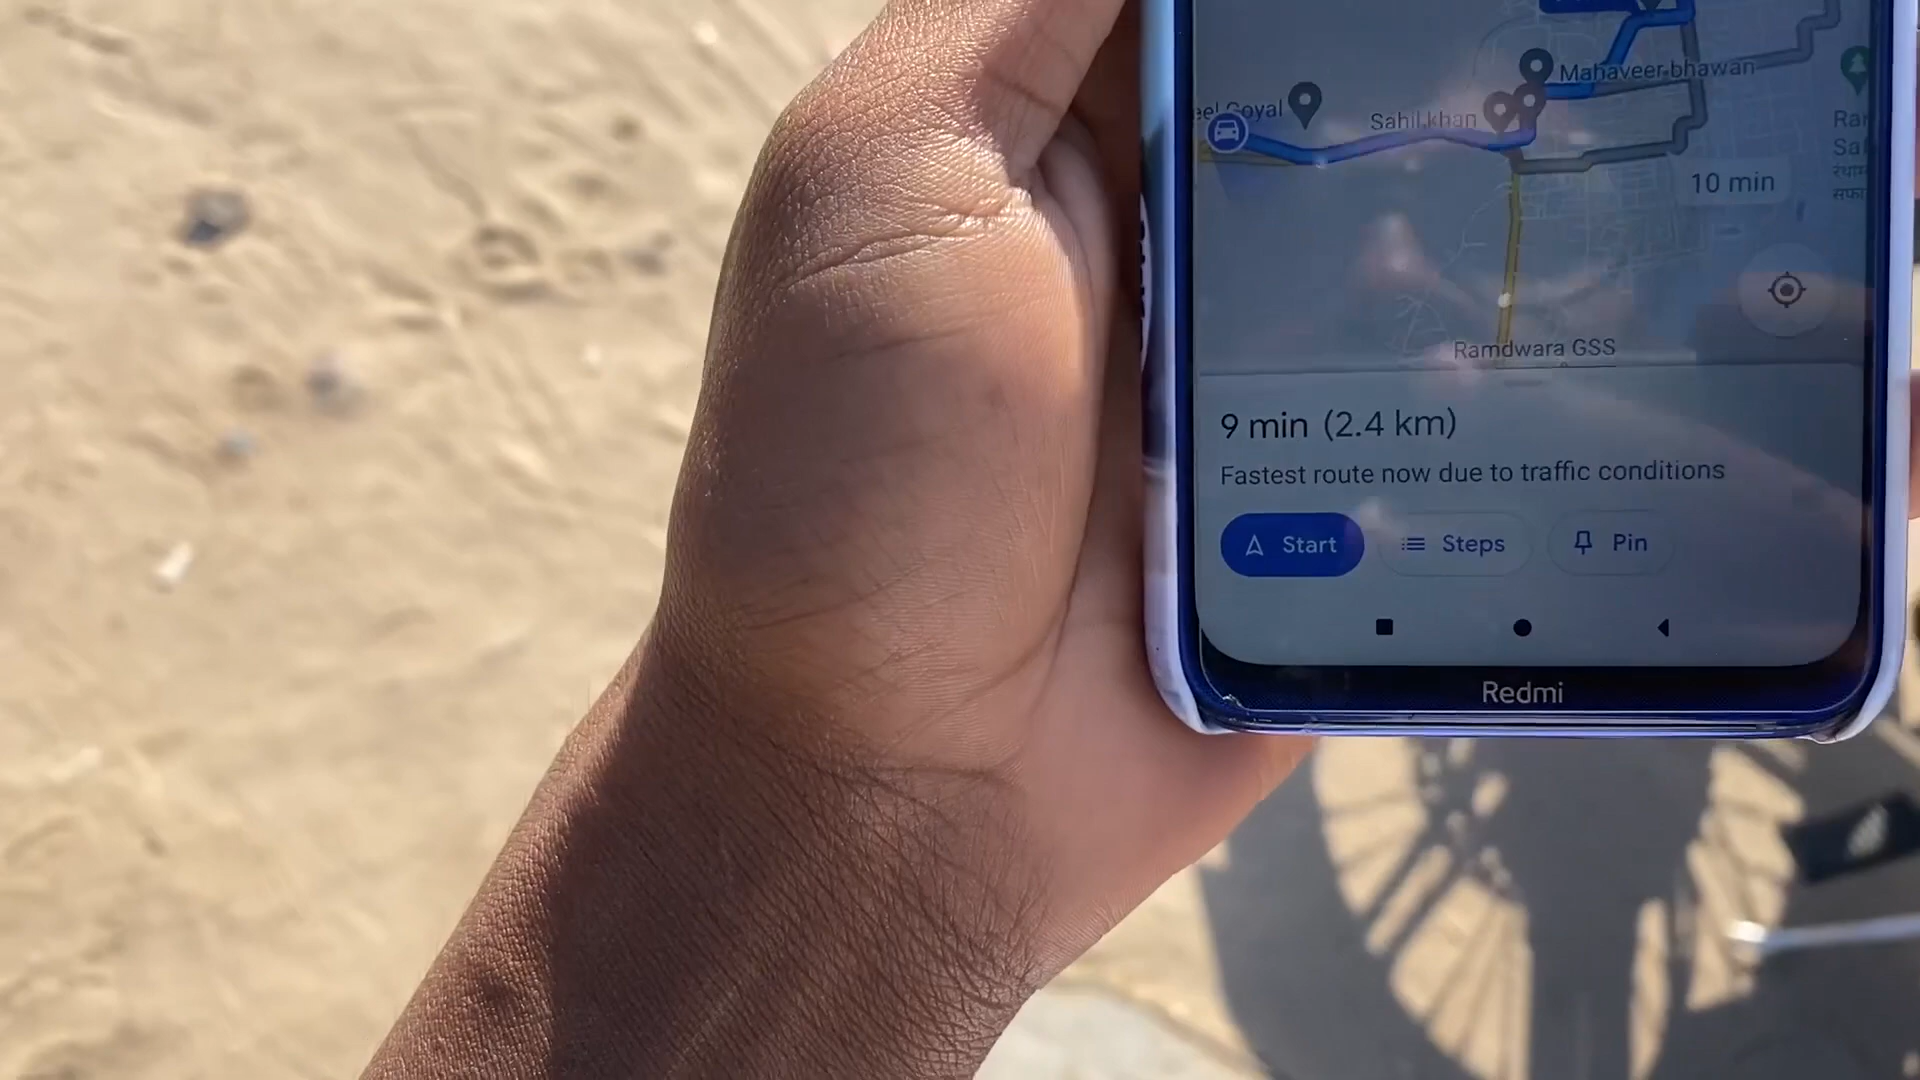 Mahaveer bhawan
Goyal
Sahil khan
10 min
Ramdwara GSS
9 min (2.4 km)
Fastest route now due to traffic conditions
Start
Steps
Pin
Redmi